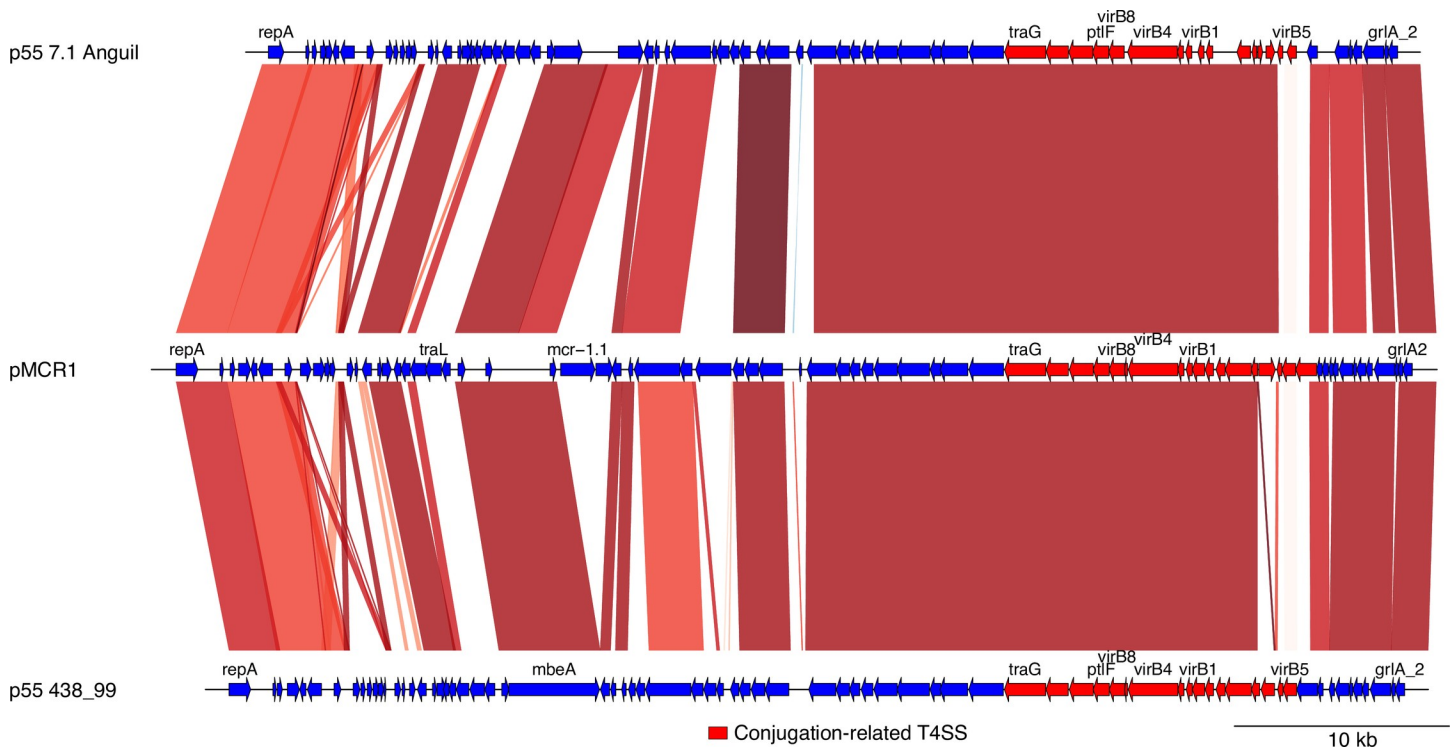 virB8
repA traG ptlF virB4 virB1 virB5 grlA_2
p55 7.1 Anguil
virB4
repA traL mcr−1.1 traG virB8 virB1 grlA2
pMCR1
virB8
repA mbeA traG ptlF virB4 virB1 virB5 grlA_2
p55 438_99
Conjugation-related T4SS
10 kb